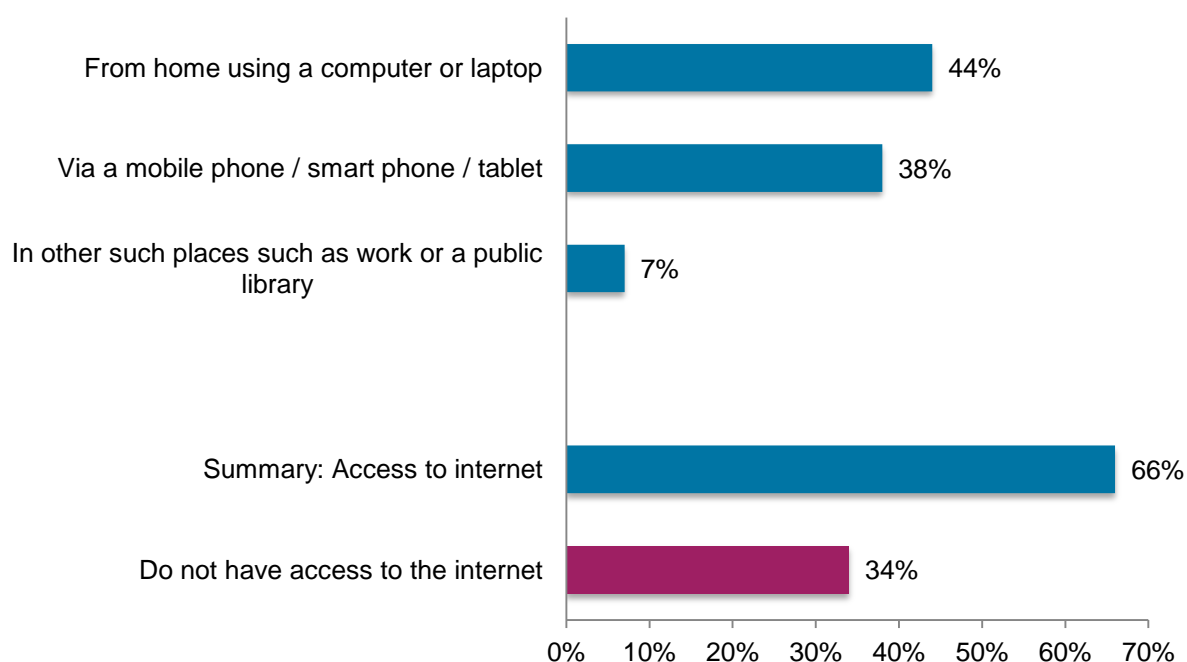 From home using a computer or laptop
44%
Via a mobile phone / smart phone / tablet
38%
In other such places such as work or a public
library
7%
Summary: Access to internet
66%
Do not have access to the internet
34%
0% 10% 20% 30% 40% 50% 60% 70%